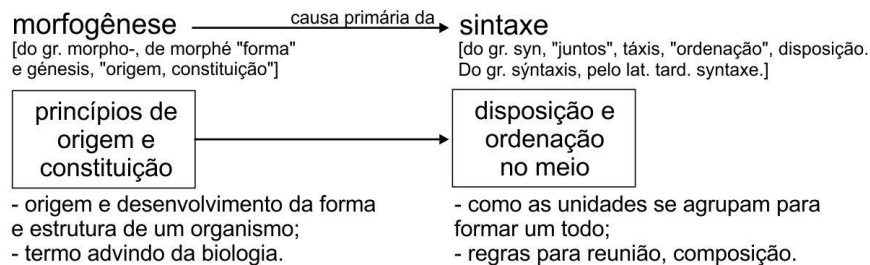 morfogênese
causa primária da
sintaxe
[do gr. morpho-, de morphé "forma"
e génesis, "origem, constituição"]
[do gr. syn, "juntos", táxis, "ordenação", disposição.
Do gr. sýntaxis, pelo lat. tard. syntaxe.]
princípios de
origem e
constituição
disposição e
ordenação
no meio
- origem e desenvolvimento da forma
e estrutura de um organismo;
- termo advindo da biologia.
- como as unidades se agrupam para
formar um todo;
- regras para reunião, composição.